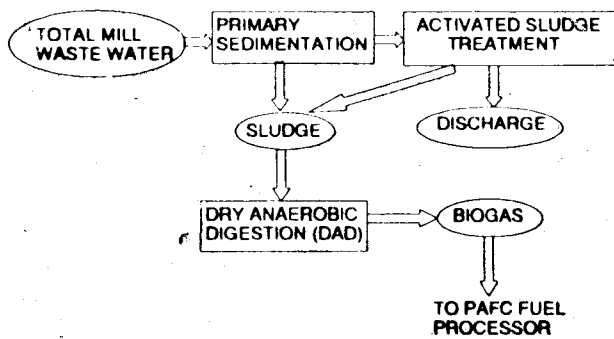 TOTAL MILL
WASTE WATER
PRIMARY
SEDIMENTATION
ACTIVATED SLUDGE
TREATMENT
SLUDGE
DISCHARGE
DRY ANAEROBIC
DIGESTION (DAD)
BIOGAS
TO PAFC FUEL
PROCESSOR